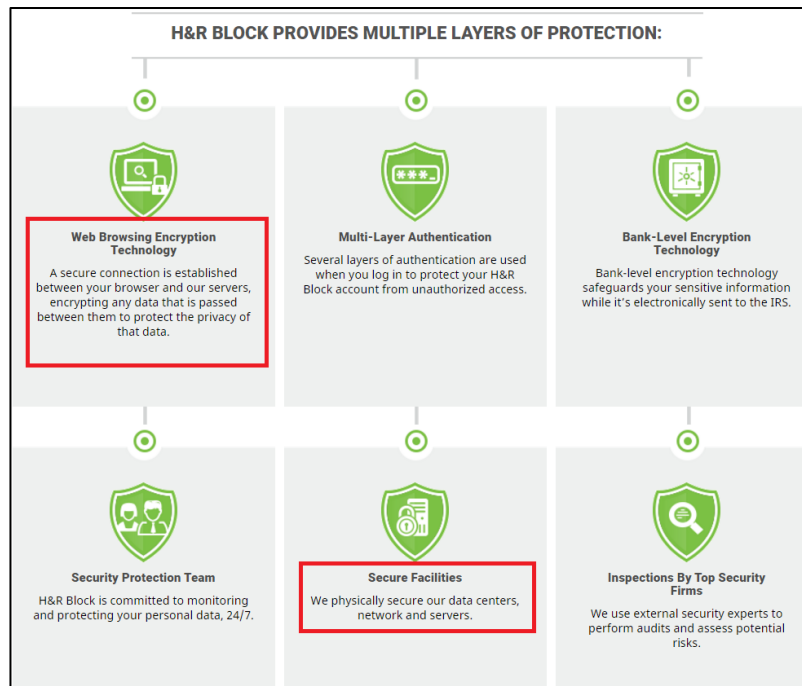 H&R BLOCK PROVIDES MULTIPLE LAYERS OF PROTECTION:
***_
Web Browsing Encryption
Technology
A secure connection is established
between your browser and our servers,
encrypting any data that is passed
between them to protect the privacy of
that data.
Multi-Layer Authentication
Several layers of authentication are used
when you log in to protect your H&R
Block account from unauthorized access.
Bank-Level Encryption
Technology
Bank-level encryption technology
safeguards your sensitive information
while it's electronically sent to the IRS.
Security Protection Team
H&R Block is committed to monitoring
and protecting your personal data, 24/7.
Secure Facilities
We physically secure our data centers,
network and servers.
Inspections By Top Security
Firms
We use external security experts to
perform audits and assess potential
risks.